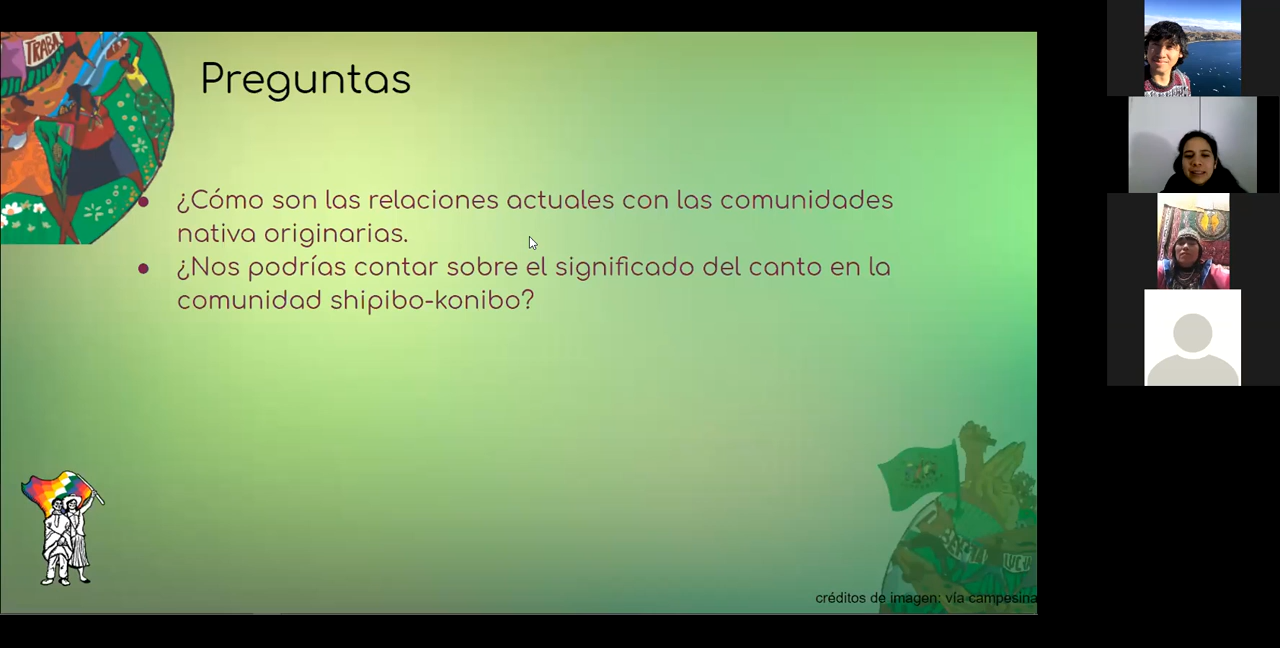 TRABA
Preguntas
¿Cómo son las relaciones actuales con las comunidades
nativa originarias.
¿Nos podrías contar sobre el significado del canto en la
comunidad shipibo-konibo?
créditos de imagen: vía campesina